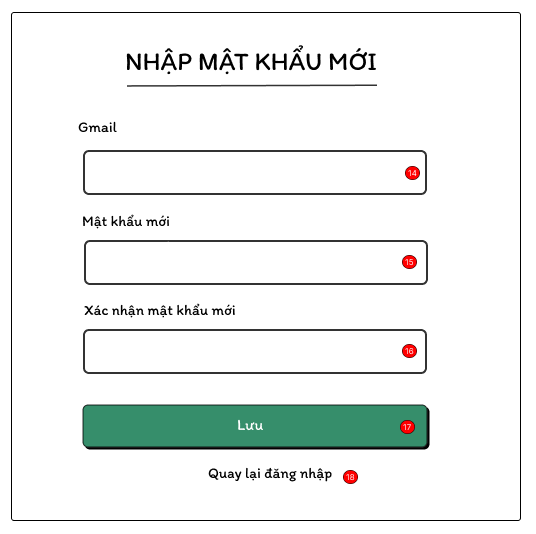 NHẬP MẬT KHẨU MỚI
Gmail
14
Mật khẩu mới
15
Xác nhận mật khẩu mới
16
Lưu 17
Quay lại đăng nhập 18